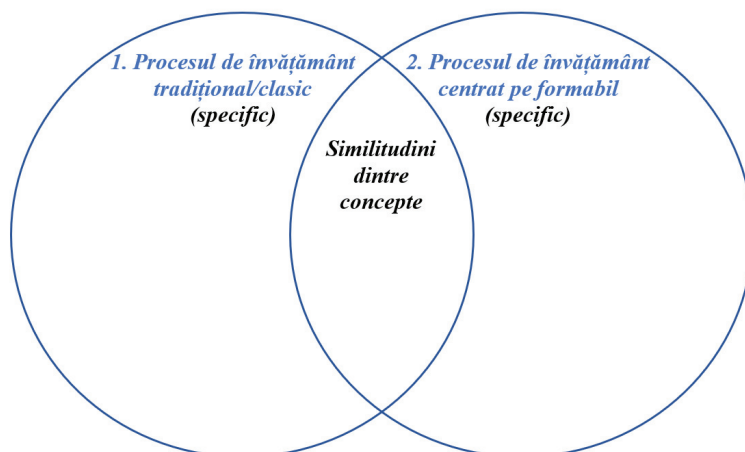 1. Procesul de învățământ
tradițional/clasic
(specific)
2. Procesul de învățământ
centrat pe formabil
(specific)
Similitudini
dintre
concepte